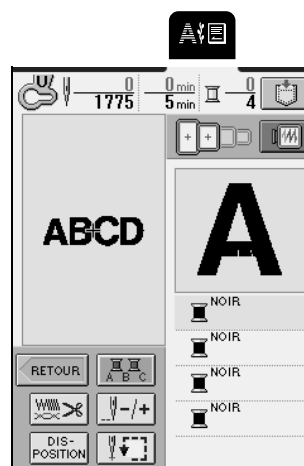 A
U 0 0 min 0
1775 5 min 4
ABCD
A
NOIR
NOIR
NOIR
NOIR
RETOUR
A B C
-/+
DIS-
POSITION